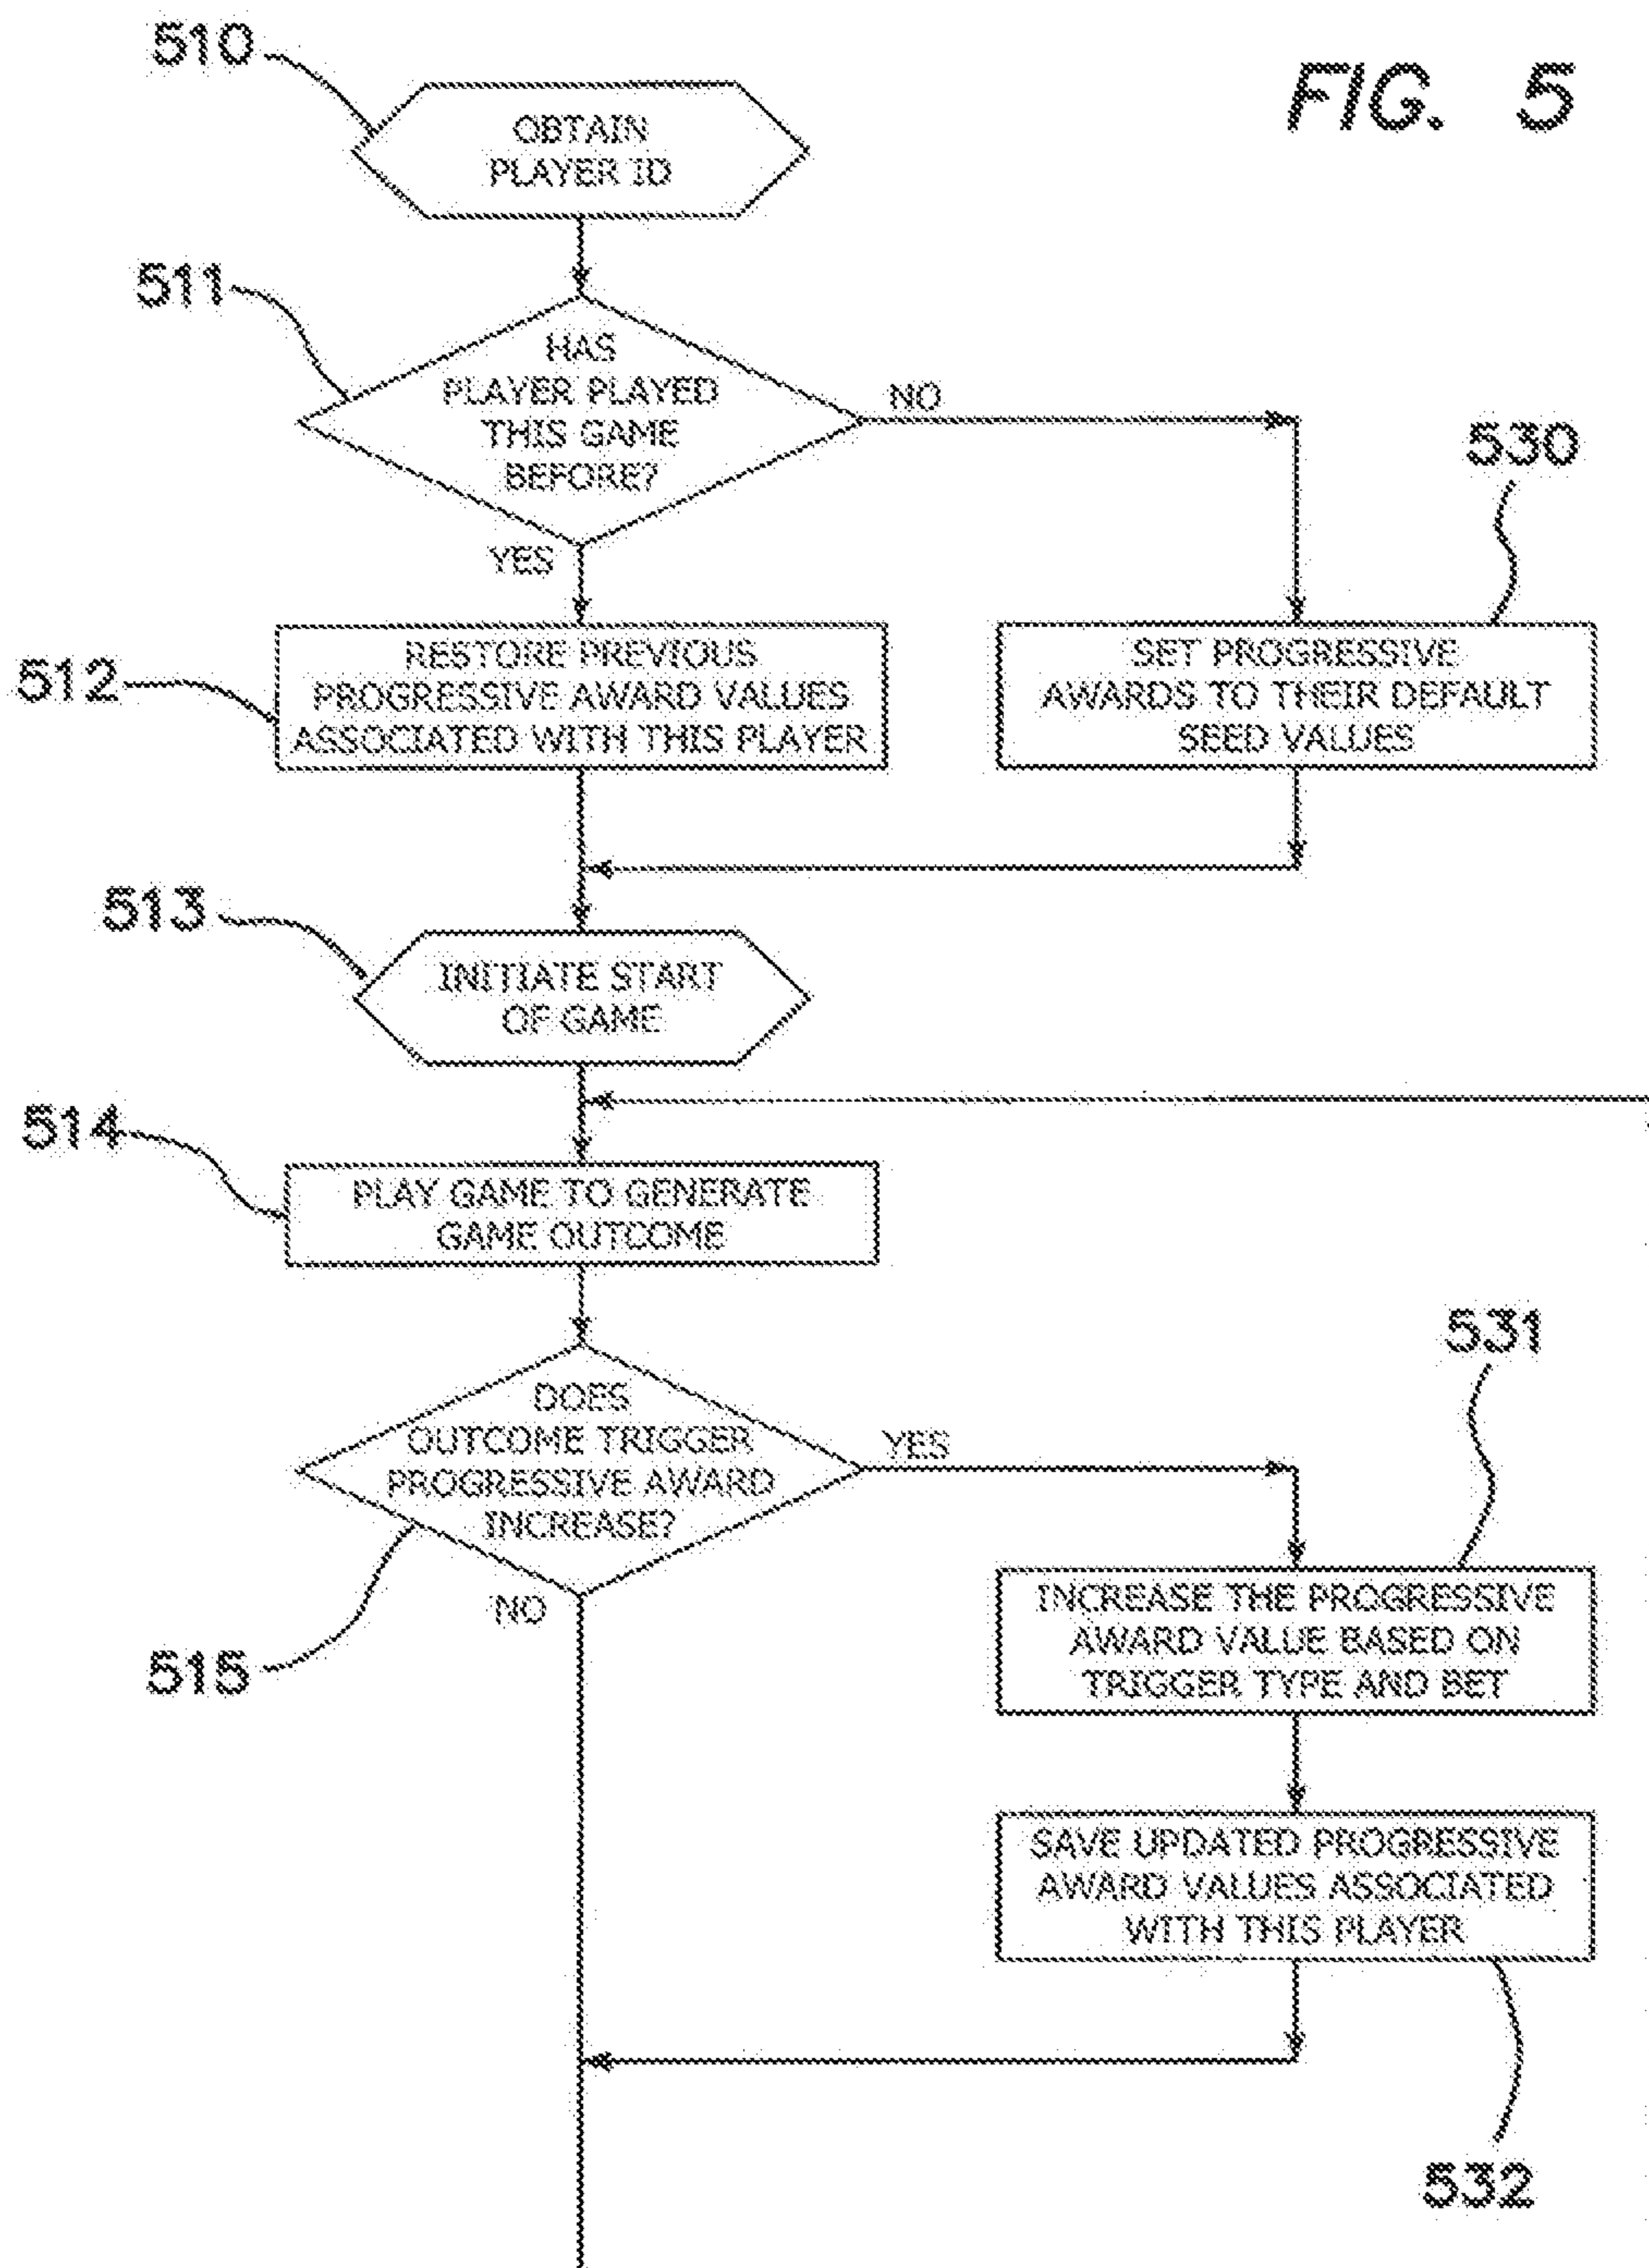 510
FIG. 5
OBTAIN
PLAYER ID
511
HAS
PLAYER PLAYED
THIS GAME
BEFORE?
NO
530
YES
512
RESTORE PREVIOUS
PROGRESSIVE AWARD VALUES
ASSOCIATED WITH THIS PLAYER
SET PROGRESSIVE
AWARDS TO THEIR DEFAULT
SEED VALUES
513
INITIATE START
OF GAME
514
PLAY GAME TO GENERATE
GAME OUTCOME
531
DOES
OUTCOME TRIGGER
PROGRESSIVE AWARD
INCREASE?
YES
NO
515
INCREASE THE PROGRESSIVE
AWARD VALUE BASED ON
TRIGGER TYPE AND BET
SAVE UPDATED PROGRESSIVE
AWARD VALUES ASSOCIATED
WITH THIS PLAYER
532